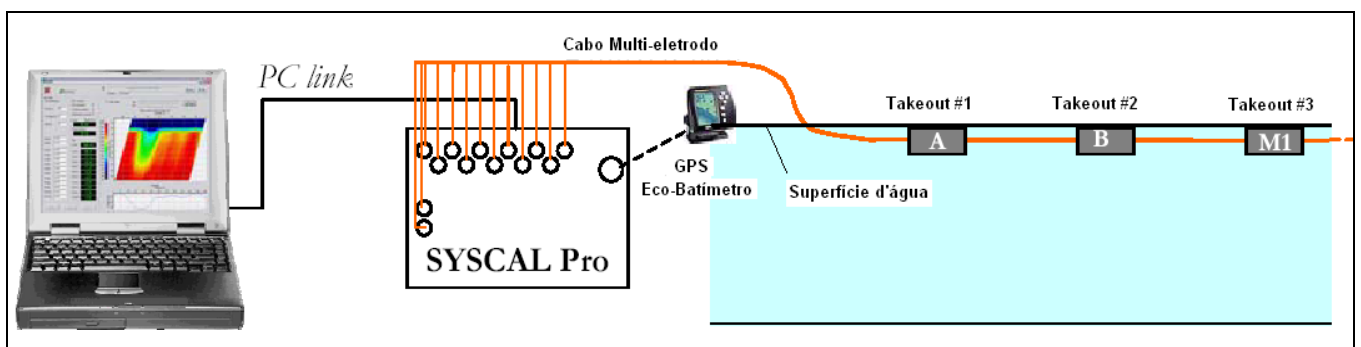 Cabo Multi-eletrodo
PC link
Takeout #1
Takeout #2
Takeout #3
A
B
M1
GPS
Eco-Batímetro
Superfície d'água
SYSCAL Pro